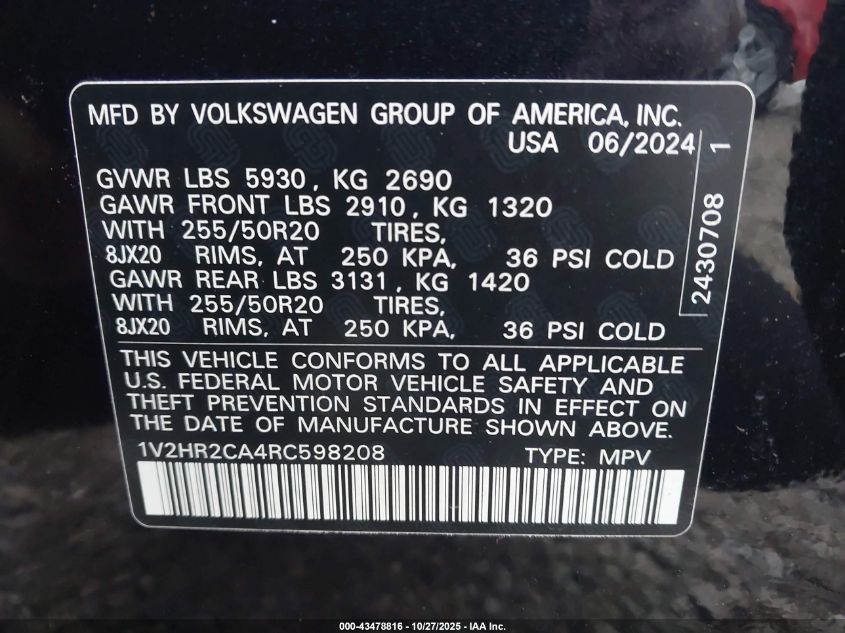 MFD BY VOLKSWAGEN GROUP OF AMERICA, INC.
USA 06/2024
GVWR LBS 5930, KG 2690
GAWR FRONT LBS 2910, KG 1320
WITH 255/50R20 TIRES,
8JX20 RIMS, AT 250 KPA, 36 PSI COLD
GAWR REAR LBS 3131, KG 1420
WITH 255/50R20 TIRES,
8JX20 RIMS, AT 250 KPA, 36 PSI COLD
2430708 1
THIS VEHICLE CONFORMS TO ALL APPLICABLE
U.S. FEDERAL MOTOR VEHICLE SAFETY AND
THEFT PREVENTION STANDARDS IN EFFECT ON
THE DATE OF MANUFACTURE SHOWN ABOVE.
1V2HR2CA4RC598208 TYPE: MPV
000-43478816 - 10/27/2025 - IAA Inc.